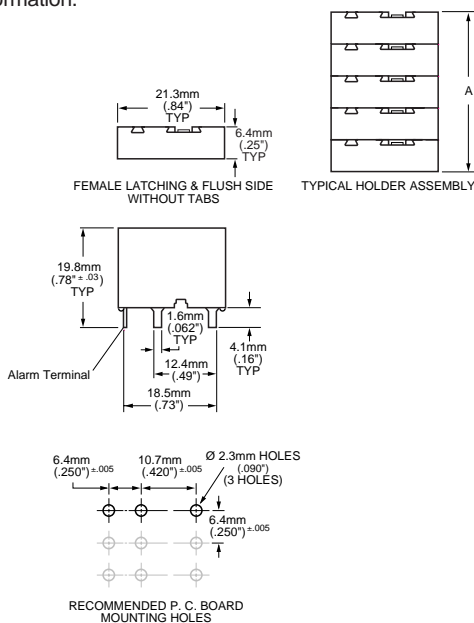 ormation.
21.3mm
(.84")
TYP
6.4mm
(.25")
TYP
A
FEMALE LATCHING & FLUSH SIDE
WITHOUT TABS
TYPICAL HOLDER ASSEMBLY
19.8mm
(.78" ± .03)
TYP
1.6mm
(.062")
TYP
4.1mm
(.16")
TYP
12.4mm
(.49")
Alarm Terminal
18.5mm
(.73")
6.4mm
(.250") ±.005
10.7mm
(.420") ±.005
Ø 2.3mm HOLES
(.090")
(3 HOLES)
6.4mm
(.250") ±.005
RECOMMENDED P. C. BOARD
MOUNTING HOLES